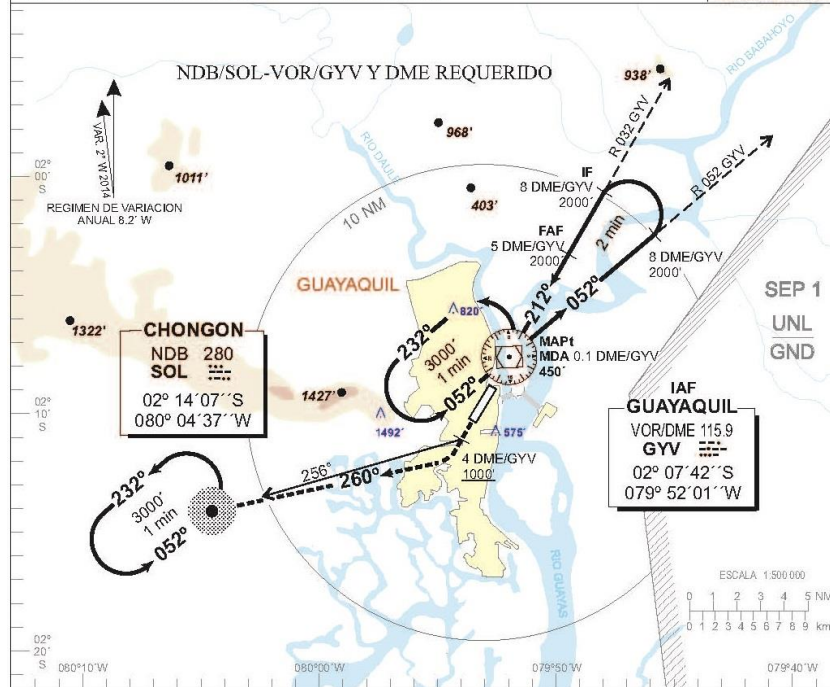 NDB/SOL-VOR/GYV Y DME REQUERIDO
938'
RIO BABAHOYO
VAR. 2° W 2014
968'
RIO DAULE
R 032 GYV
R 052 GYV
02°
00'
S
1011'
REGIMEN DE VARIACION
ANUAL 8.2' W
IF
8 DME/GYV
2000'
403'
10 NM
2 min
FAF
5 DME/GYV
2000'
8 DME/GYV
2000'
GUAYAQUIL
212°
052°
SEP 1
UNL
GND
820'
1322'
232°
3000'
1 min
052°
MAPt
MDA 0.1 DME/GYV
450'
CHONGON
NDB 280
SOL
02° 14'07''S
080° 04'37''W
IAF
GUAYAQUIL
VOR/DME 115.9
GYV
02° 07'42''S
079° 52'01''W
1427'
02°
10'
S
1492'
575'
4 DME/GYV
1000'
256°
260°
232°
3000'
1 min
052°
RIO GUAYAS
ESCALA 1:500 000
0 1 2 3 4 5 NM
0 1 2 3 4 5 6 7 8 9 km
02°
20'
S
080°10'W
080°00'W
079°50'W
079°40'W